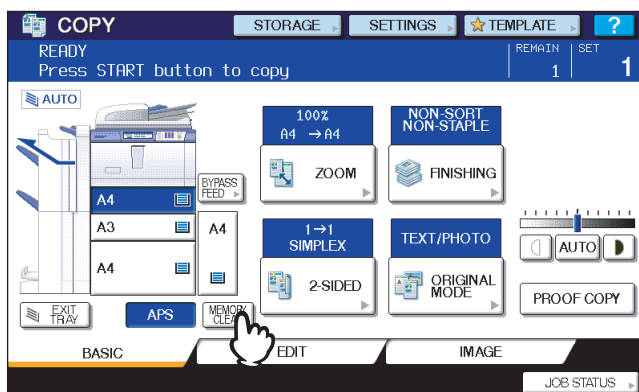 COPY
STORAGE
SETTINGS
TEMPLATE
?
READY
Press START button to copy
REMAIN
1
SET
1
AUTO
100%
A4 →A4
ZOOM
NON-SORT
NON-STAPLE
FINISHING
BYPASS
FEED
A4
A3
A4
A4
1→1
SIMPLEX
2-SIDED
TEXT/PHOTO
ORIGINAL
MODE
AUTO
PROOF COPY
EXIT
TRAY
APS
MEMORY
CLEAR
BASIC
EDIT
IMAGE
JOB STATUS